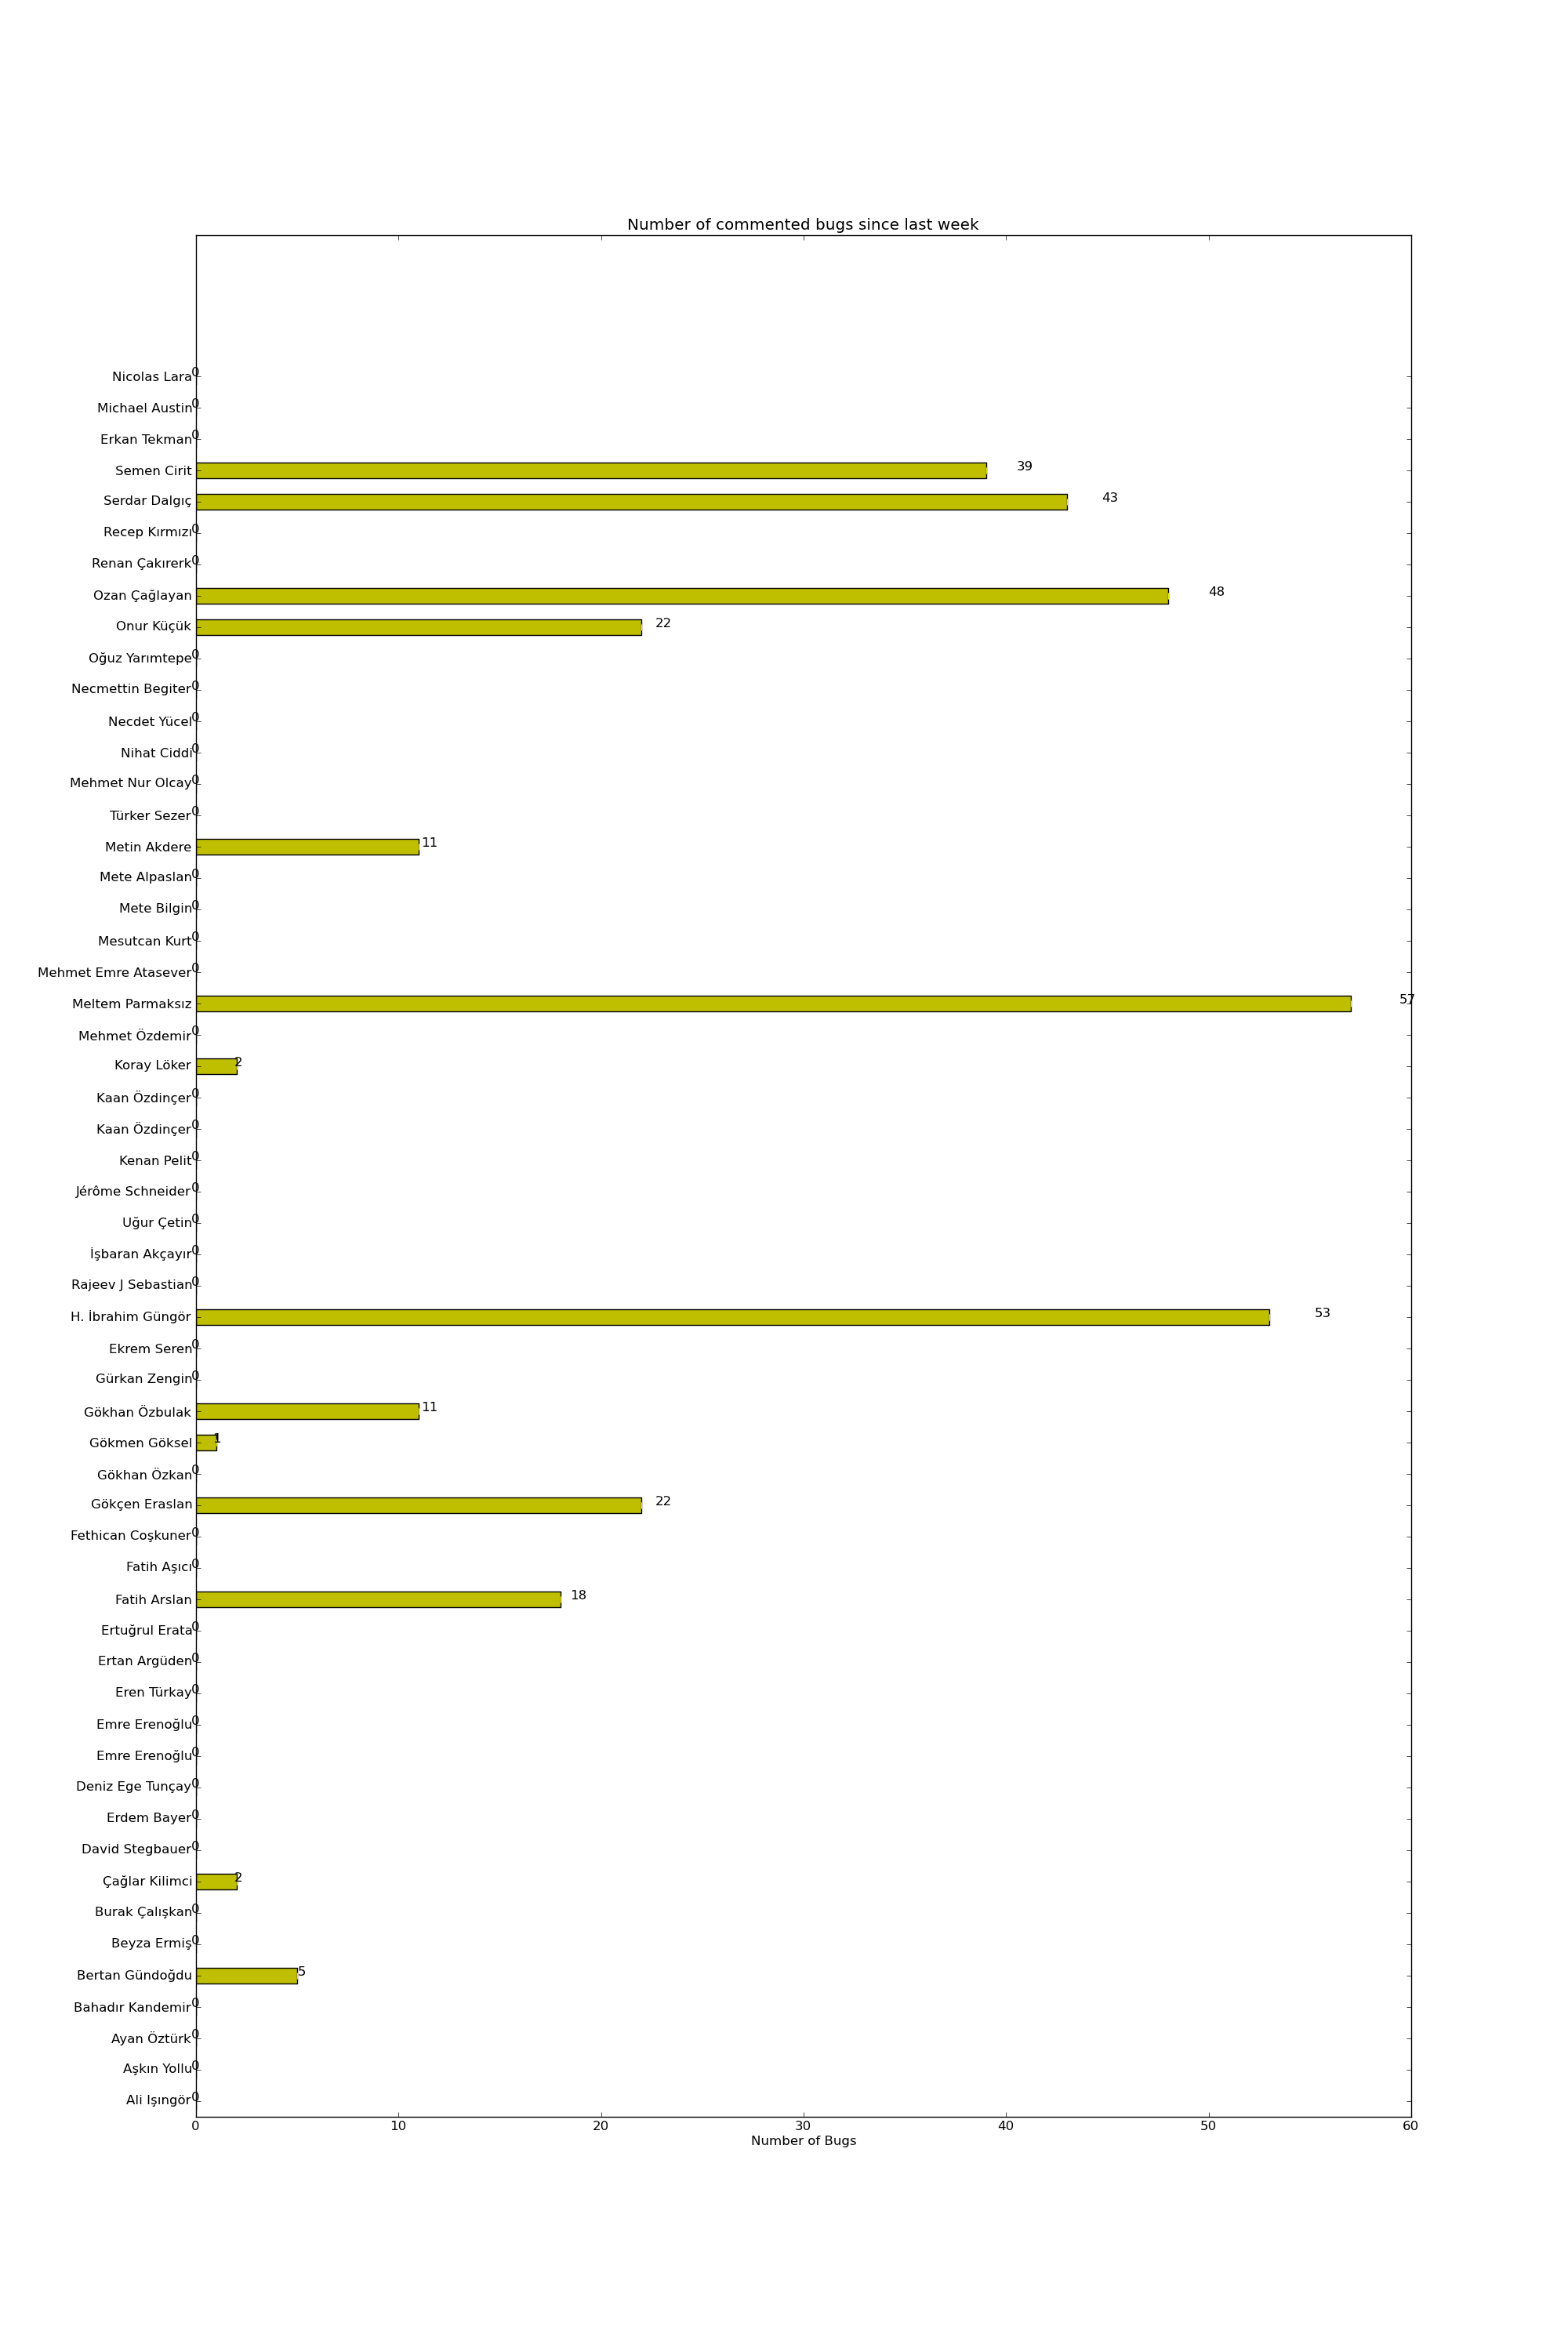 Number of commented bugs since last week
Nicolas Lara 0
Michael Austin 0
Erkan Tekman 0
Semen Cirit 39
Serdar Dalgıç 43
Recep Kırmızı 0
Renan Çakırerk 0
Ozan Çağlayan 48
Onur Küçük 22
Oğuz Yarımtepe 0
Necmettin Begiter 0
Necdet Yücel 0
Nihat Ciddi 0
Mehmet Nur Olcay 0
Türker Sezer 0
Metin Akdere 11
Mete Alpaslan 0
Mete Bilgin 0
Mesutcan Kurt 0
Mehmet Emre Atasever 0
Meltem Parmaksız 57
Mehmet Özdemir 0
Koray Löker 2
Kaan Özdinçer 0
Kaan Özdinçer 0
Kenan Pelit 0
Jérôme Schneider 0
Uğur Çetin 0
İşbaran Akçayır 0
Rajeev J Sebastian 0
H. İbrahim Güngör 53
Ekrem Seren 0
Gürkan Zengin 0
Gökhan Özbulak 11
Gökmen Göksel 1
Gökhan Özkan 0
Gökçen Eraslan 22
Fethican Coşkuner 0
Fatih Aşıcı 0
Fatih Arslan 18
Ertuğrul Erata 0
Ertan Argüden 0
Eren Türkay 0
Emre Erenoğlu 0
Emre Erenoğlu 0
Deniz Ege Tunçay 0
Erdem Bayer 0
David Stegbauer 0
Çağlar Kilimci 2
Burak Çalışkan 0
Beyza Ermiş 0
Bertan Gündoğdu 5
Bahadır Kandemir 0
Ayan Öztürk 0
Aşkın Yollu 0
Ali Işıngör 0
0 10 20 30 40 50 60
Number of Bugs